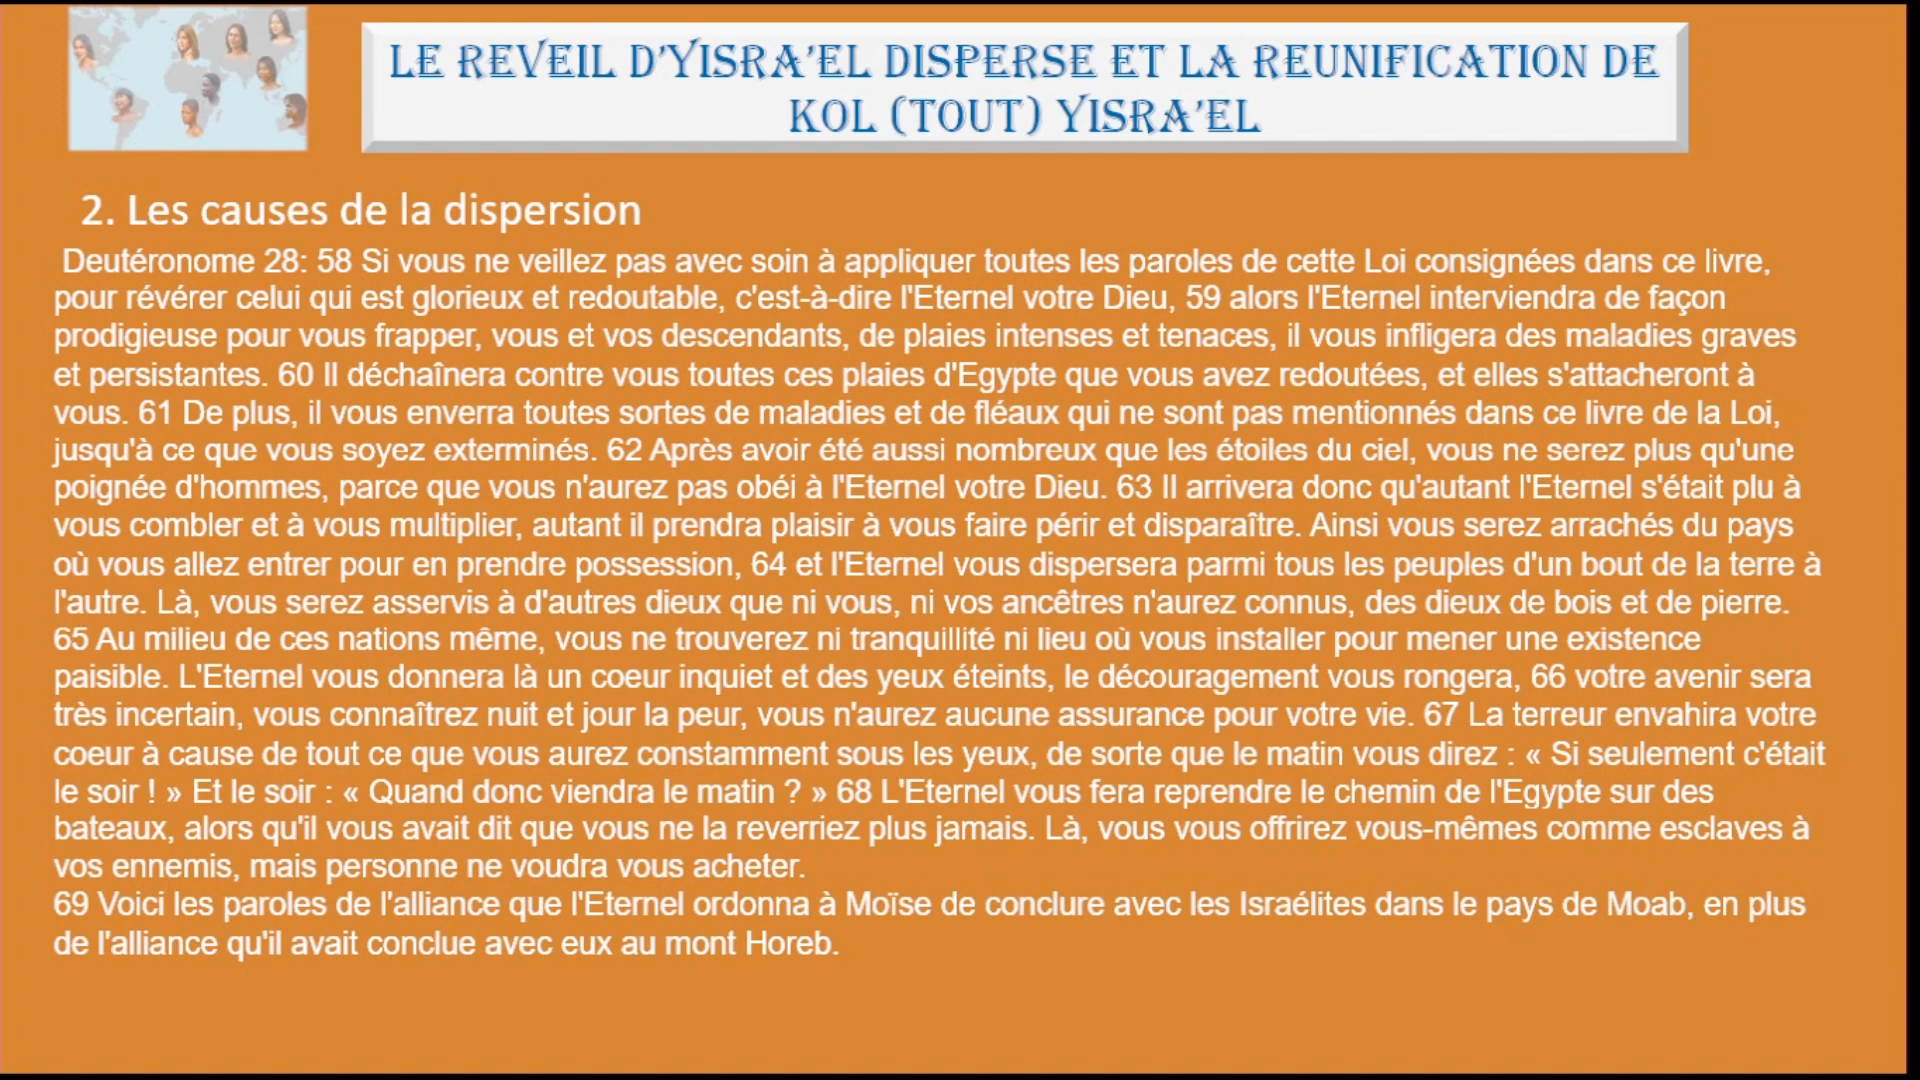 LE REVEIL D'YISRA'EL DISPERSE ET LA REUNIFICATION DE
KOL (TOUT) YISRA'EL
2. Les causes de la dispersion
Deutéronome 28: 58 Si vous ne veillez pas avec soin à appliquer toutes les paroles de cette Loi consignées dans ce livre,
pour révérer celui qui est glorieux et redoutable, c'est-à-dire l'Eternel votre Dieu, 59 alors l'Eternel interviendra de façon
prodigieuse pour vous frapper, vous et vos descendants, de plaies intenses et tenaces, il vous infligera des maladies graves
et persistantes. 60 Il déchaînera contre vous toutes ces plaies d'Egypte que vous avez redoutées, et elles s'attacheront à
vous. 61 De plus, il vous enverra toutes sortes de maladies et de fléaux qui ne sont pas mentionnés dans ce livre de la Loi,
jusqu'à ce que vous soyez exterminés. 62 Après avoir été aussi nombreux que les étoiles du ciel, vous ne serez plus qu'une
poignée d'hommes, parce que vous n'aurez pas obéi à l'Eternel votre Dieu. 63 Il arrivera donc qu'autant l'Eternel s'était plu à
vous combler et à vous multiplier, autant il prendra plaisir à vous faire périr et disparaître. Ainsi vous serez arrachés du pays
où vous allez entrer pour en prendre possession, 64 et l'Eternel vous dispersera parmi tous les peuples d'un bout de la terre à
l'autre. Là, vous serez asservis à d'autres dieux que ni vous, ni vos ancêtres n'aurez connus, des dieux de bois et de pierre.
65 Au milieu de ces nations même, vous ne trouverez ni tranquillité ni lieu où vous installer pour mener une existence
paisible. L'Eternel vous donnera là un coeur inquiet et des yeux éteints, le découragement vous rongera, 66 votre avenir sera
très incertain, vous connaîtrez nuit et jour la peur, vous n'aurez aucune assurance pour votre vie. 67 La terreur envahira votre
coeur à cause de tout ce que vous aurez constamment sous les yeux, de sorte que le matin vous direz : « Si seulement c'était
le soir ! » Et le soir : « Quand donc viendra le matin ? » 68 L'Eternel vous fera reprendre le chemin de l'Egypte sur des
bateaux, alors qu'il vous avait dit que vous ne la reverriez plus jamais. Là, vous vous offrirez vous-mêmes comme esclaves à
vos ennemis, mais personne ne voudra vous acheter.
69 Voici les paroles de l'alliance que l'Eternel ordonna à Moïse de conclure avec les Israélites dans le pays de Moab, en plus
de l'alliance qu'il avait conclue avec eux au mont Horeb.